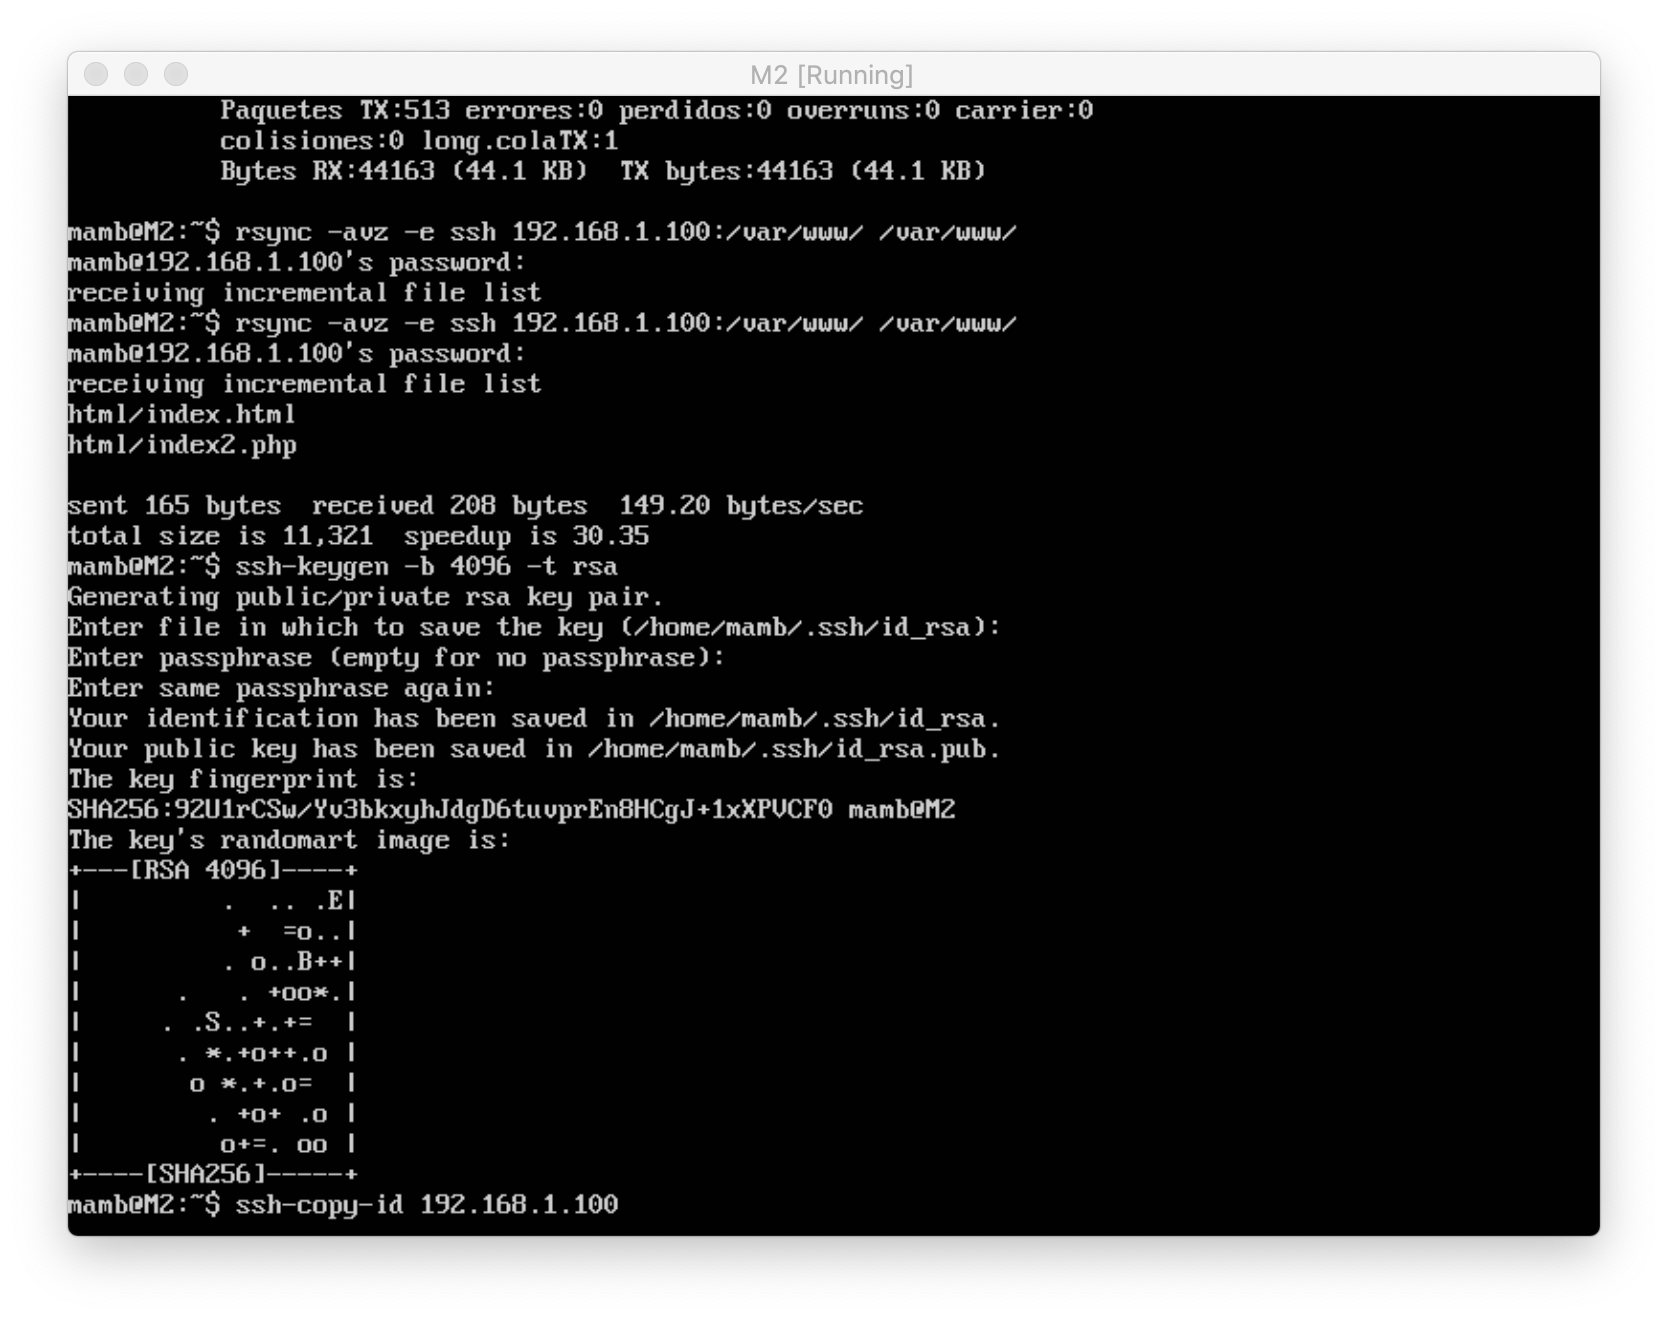 M2 [Running]
Paquetes TX:513 errores:0 perdidos:0 overruns:0 carrier:0
colisiones:0 long.colaTX:1
Bytes RX:44163 (44.1 KB)  TX bytes:44163 (44.1 KB)
mamb@M2:~$ rsync -avz -e ssh 192.168.1.100:/var/www/ /var/www/
mamb@192.168.1.100's password:
receiving incremental file list
mamb@M2:~$ rsync -avz -e ssh 192.168.1.100:/var/www/ /var/www/
mamb@192.168.1.100's password:
receiving incremental file list
html/index.html
html/index2.php
sent 165 bytes  received 208 bytes  149.20 bytes/sec
total size is 11,321  speedup is 30.35
mamb@M2:~$ ssh-keygen -b 4096 -t rsa
Generating public/private rsa key pair.
Enter file in which to save the key (/home/mamb/.ssh/id_rsa):
Enter passphrase (empty for no passphrase):
Enter same passphrase again:
Your identification has been saved in /home/mamb/.ssh/id_rsa.
Your public key has been saved in /home/mamb/.ssh/id_rsa.pub.
The key fingerprint is:
SHA256:92U1rCSw/Yv3bkxyhJdgD6tuvprEn8HCgJ+1xXPVCF0 mamb@M2
The key's randomart image is:
+---[RSA 4096]----+
|         .  .. .E|
|          +  =o..|
|         . o..B++|
|      .   . +oo*.|
|     . .S..+.+=  |
|      . *.+o++.o |
|       o *.+.o=  |
|        . +o+ .o |
|         o+=. oo |
+----[SHA256]-----+
mamb@M2:~$ ssh-copy-id 192.168.1.100